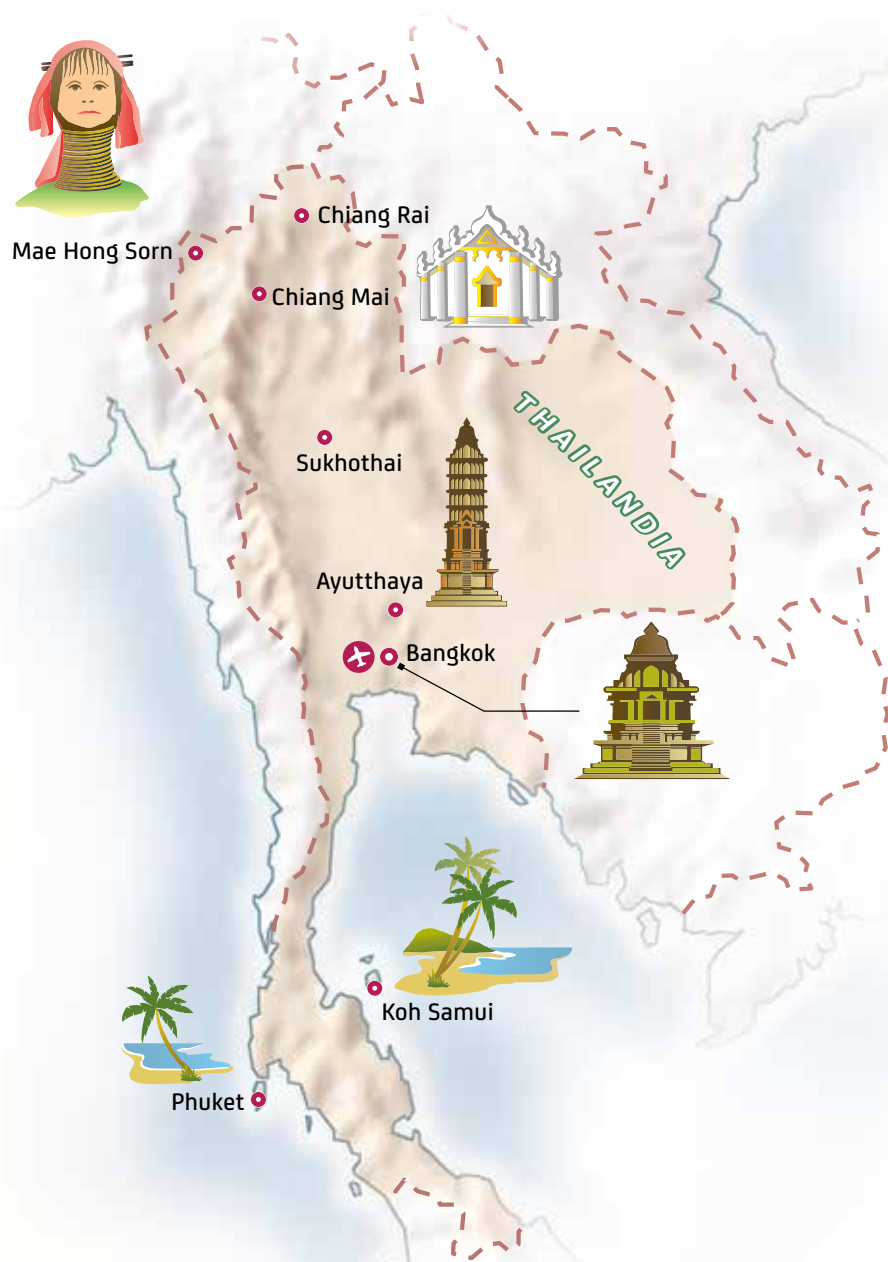 Chiang Rai
Mae Hong Sorn
Chiang Mai
THAILANDIA
Sukhothai
Ayutthaya
Bangkok
Koh Samui
Phuket